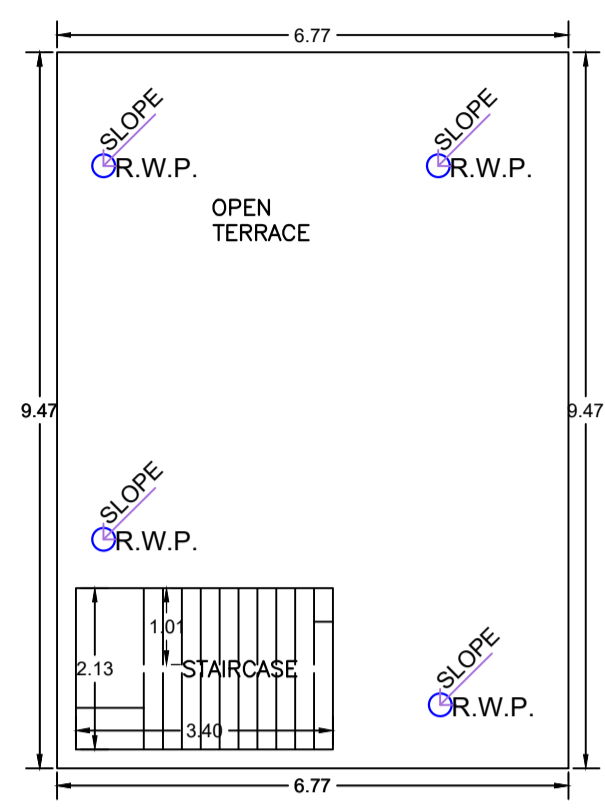 6.77
SLOPE
R.W.P.
SLOPE
R.W.P.
OPEN
TERRACE
9.47
9.47
SLOPE
R.W.P.
1.01
2.13
STAIRCASE
SLOPE
R.W.P.
3.40
6.77